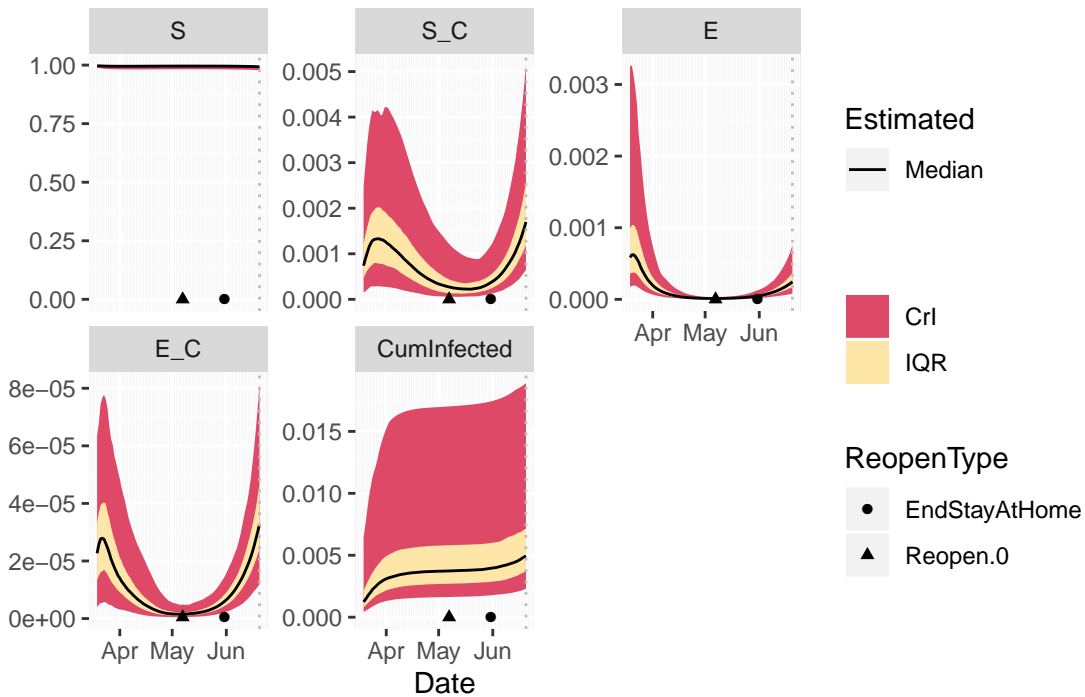 S
S_C
E
1.00
0.75
0.50
0.25
0.00
0.005
0.004
0.003
0.002
0.001
0.000
0.003
0.002
0.001
0.000
Apr May Jun
E_C
CumInfected
8e−05
6e−05
4e−05
2e−05
0e+00
Apr May Jun
0.015
0.010
0.005
0.000
Apr May Jun
Date
Estimated
Median
CrI
IQR
ReopenType
EndStayAtHome
Reopen.0